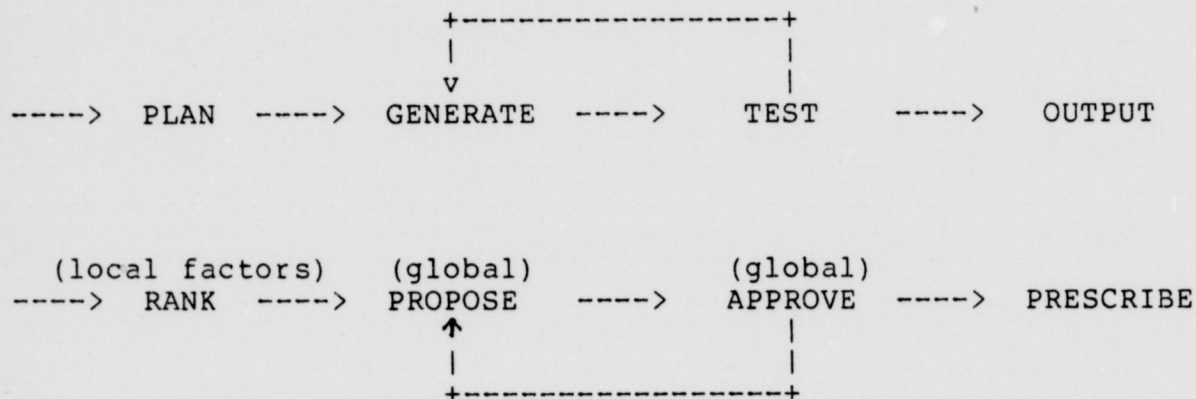 ----> PLAN ----> GENERATE ----> TEST ----> OUTPUT
(local factors) (global) (global)
----> RANK ----> PROPOSE ----> APPROVE ----> PRESCRIBE